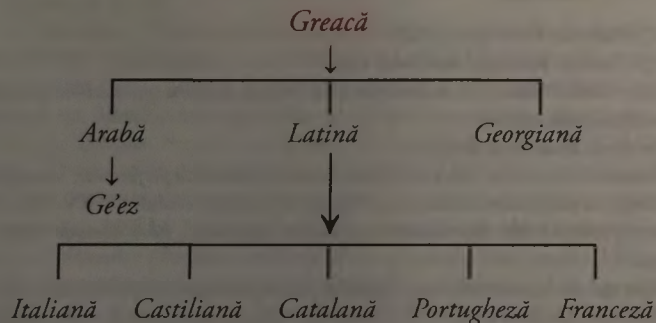 Greacă
Arabă Latină Georgiană
Ge'ez
Italiană Castiliană Catalană Portugheză Franceză